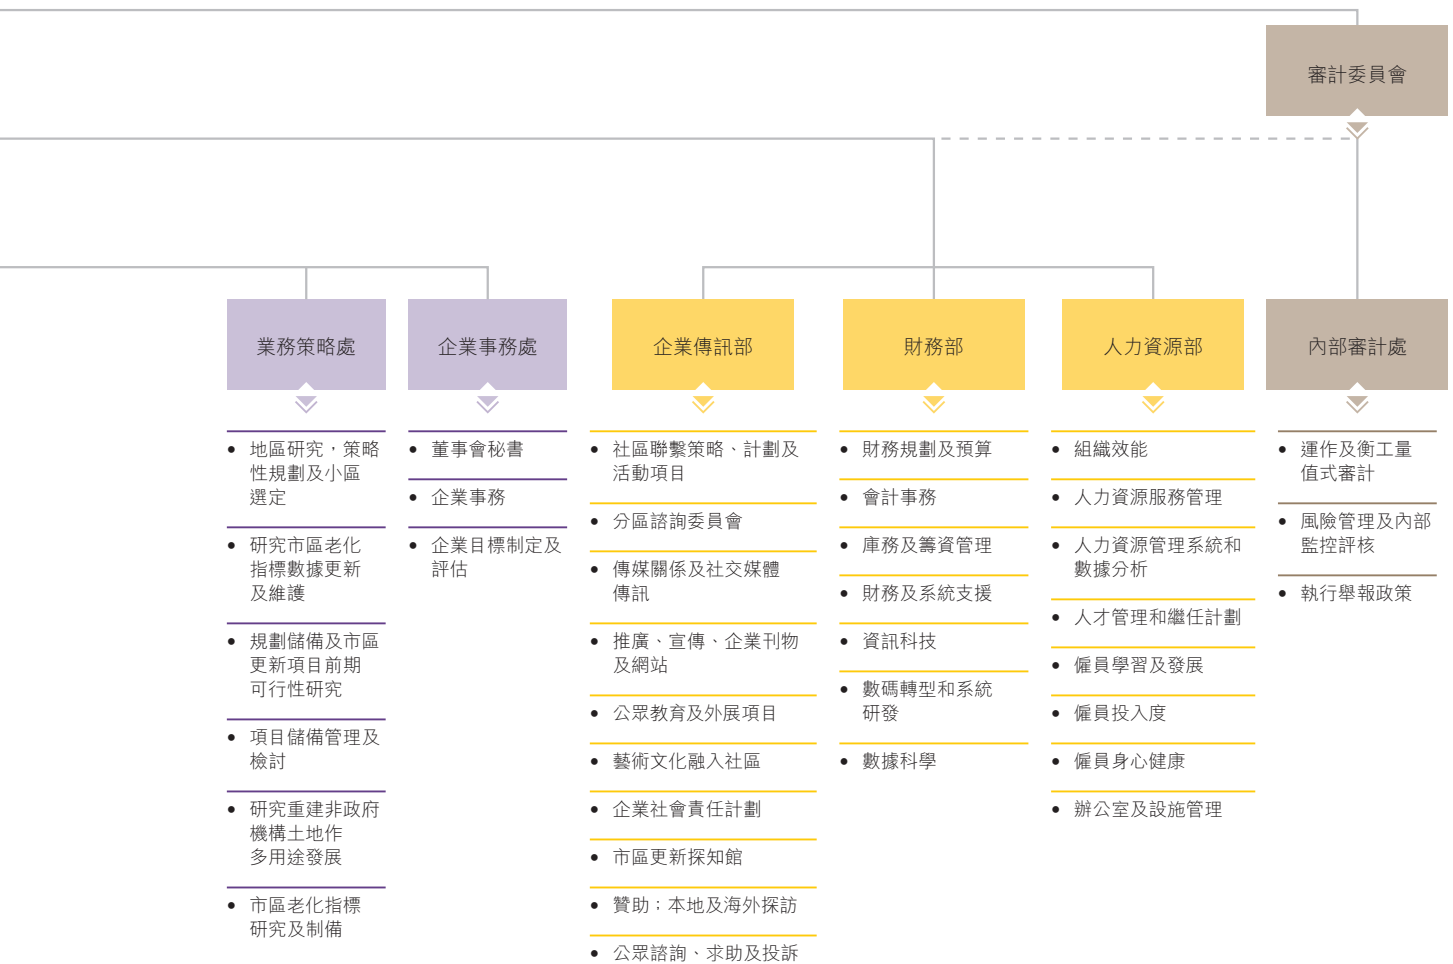 審計委員會
業務策略處
地區研究，策略
性規劃及小區
選定
研究市區老化
指標數據更新
及維護
規劃儲備及市區
更新項目前期
可行性研究
項目儲備管理及
檢討
研究重建非政府
機構土地作
多用途發展
市區老化指標
研究及制備
企業事務處
董事會秘書
企業事務
企業目標制定及
評估
企業傳訊部
社區聯繫策略、計劃及
活動項目
分區諮詢委員會
傳媒關係及社交媒體
傳訊
推廣、宣傳、企業刊物
及網站
公眾教育及外展項目
藝術文化融入社區
企業社會責任計劃
市區更新探知館
贊助；本地及海外探訪
公眾諮詢、求助及投訴
財務部
財務規劃及預算
會計事務
庫務及籌資管理
財務及系統支援
資訊科技
數碼轉型和系統
研發
數據科學
人力資源部
組織效能
人力資源服務管理
人力資源管理系統和
數據分析
人才管理和繼任計劃
僱員學習及發展
僱員投入度
僱員身心健康
辦公室及設施管理
內部審計處
運作及衡工量
值式審計
風險管理及內部
監控評核
執行舉報政策